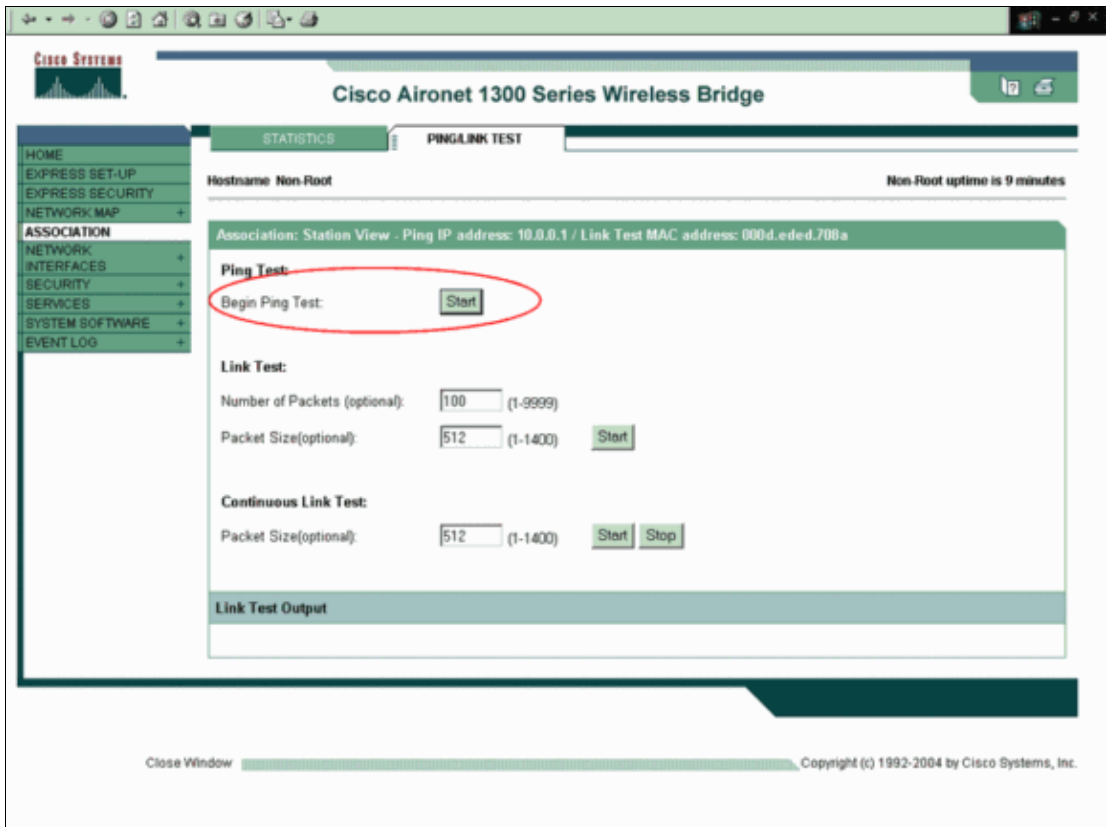 CISCO SYSTEMS
Cisco Aironet 1300 Series Wireless Bridge
STATISTICS
PING/LINK TEST
HOME
EXPRESS SET-UP
EXPRESS SECURITY
NETWORK MAP +
ASSOCIATION
NETWORK
INTERFACES +
SECURITY +
SERVICES +
SYSTEM SOFTWARE +
EVENT LOG +
Hostname Non-Root
Non-Root uptime is 9 minutes
Association: Station View - Ping IP address: 10.0.0.1 / Link Test MAC address: 000d.eded.708a
Ping Test:
Begin Ping Test: Start
Link Test:
Number of Packets (optional): 100 (1-9999)
Packet Size(optional): 512 (1-1400) Start
Continuous Link Test:
Packet Size(optional): 512 (1-1400) Start Stop
Link Test Output
Close Window
Copyright (c) 1992-2004 by Cisco Systems, Inc.